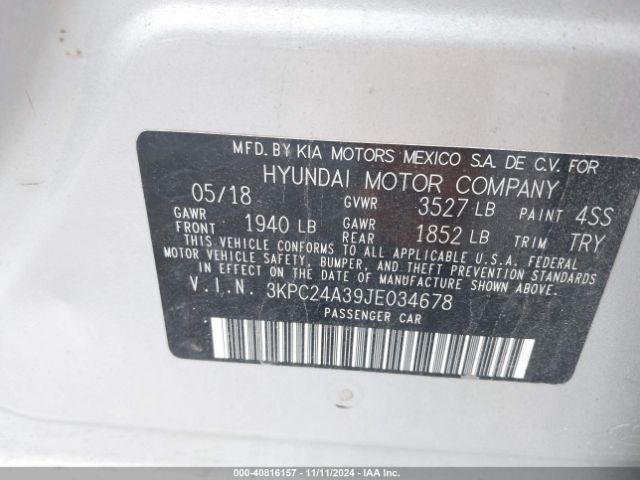 MFD. BY KIA MOTORS MEXICO S.A. DE C.V. FOR
HYUNDAI MOTOR COMPANY
05/18 GVWR 3527 LB PAINT 4SS
GAWR FRONT 1940 LB GAWR REAR 1852 LB TRIM TRY
THIS VEHICLE CONFORMS TO ALL APPLICABLE U.S.A. FEDERAL
MOTOR VEHICLE SAFETY, BUMPER, AND THEFT PREVENTION STANDARDS
IN EFFECT ON THE DATE OF MANUFACTURE SHOWN ABOVE.
V.I.N. 3KPC24A39JE034678
PASSENGER CAR
000-40816157 - 11/11/2024 - IAA Inc.